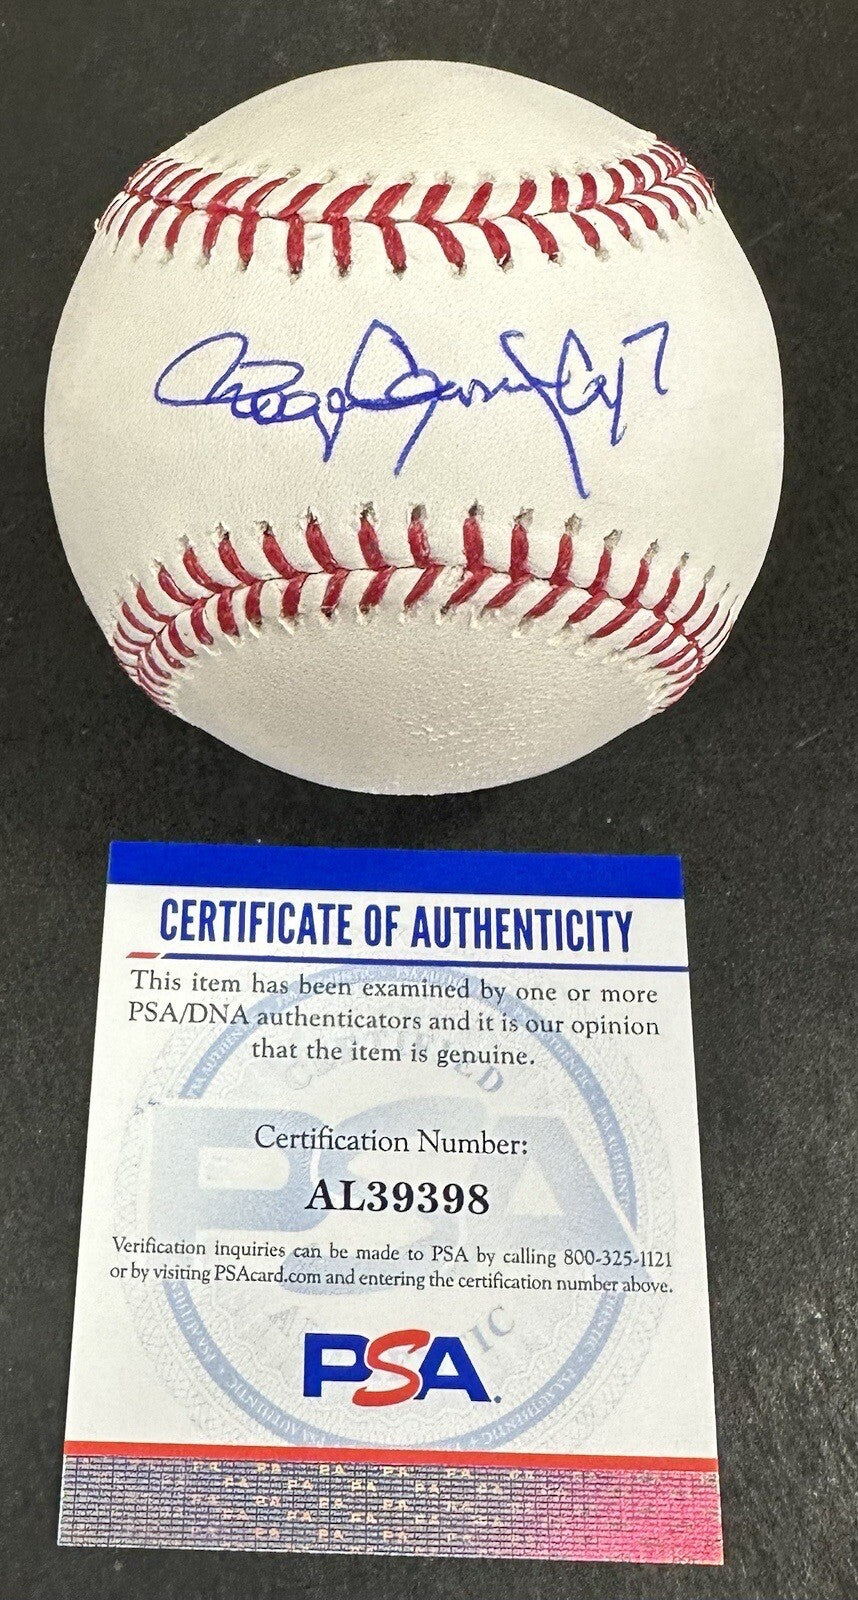 CERTIFICATE OF AUTHENTICITY
This item has been examined by one or more
PSA/DNA authenticators and it is our opinion
that the item is genuine.
Certification Number:
AL39398
Verification inquiries can be made to PSA by calling 800-325-1121
or by visiting PSAcard.com and entering the certification number above.
PSA